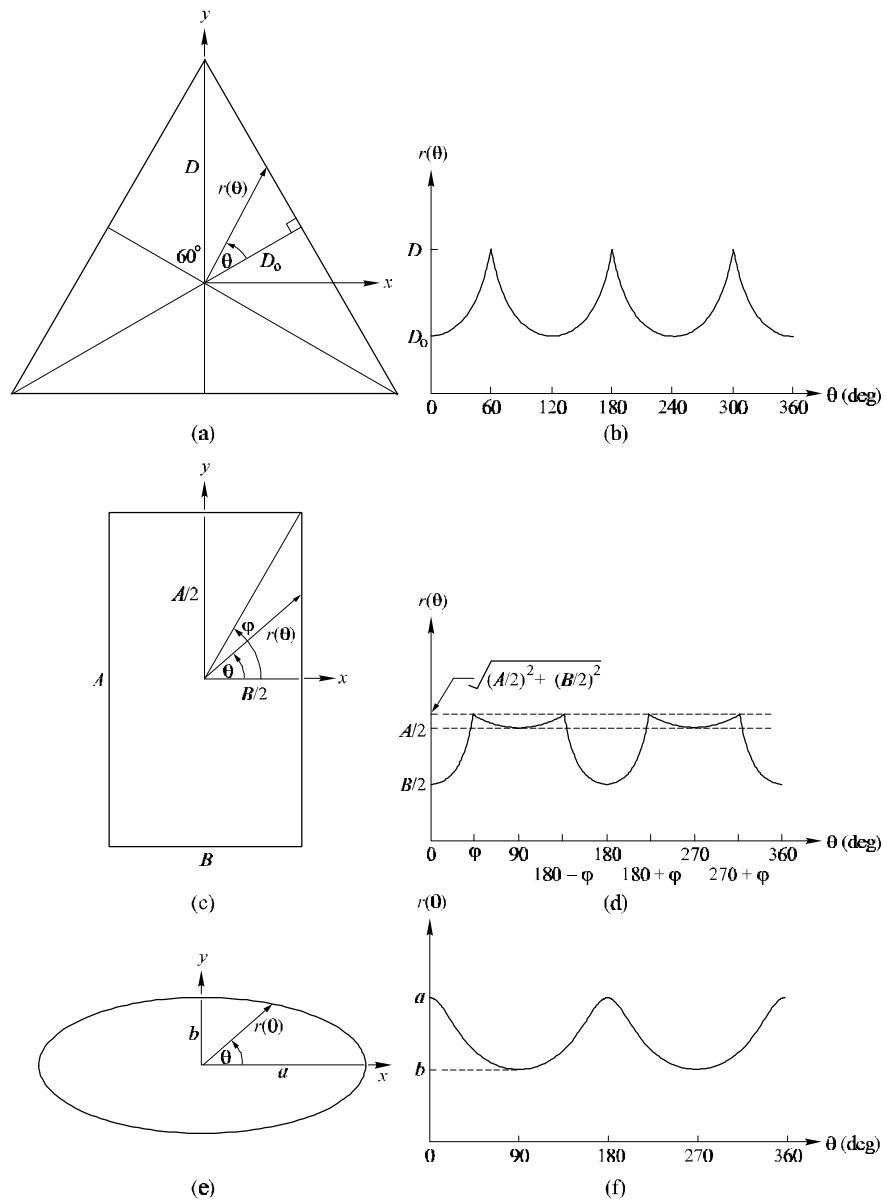 y
D
r(θ)
60°
θ
D₀
x
(a)
r(θ)
D
D₀
0 60 120 180 240 300 360
θ (deg)
(b)
y
A/2
φ
r(θ)
θ
B/2
x
A
B
(c)
r(θ)
√(A/2)² + (B/2)²
A/2
B/2
0 φ 90 180 270 360
θ (deg)
180 – φ 180 + φ 270 + φ
(d)
y
b
r(θ)
θ
a
x
(e)
r(θ)
a
b
0 90 180 270 360
θ (deg)
(f)